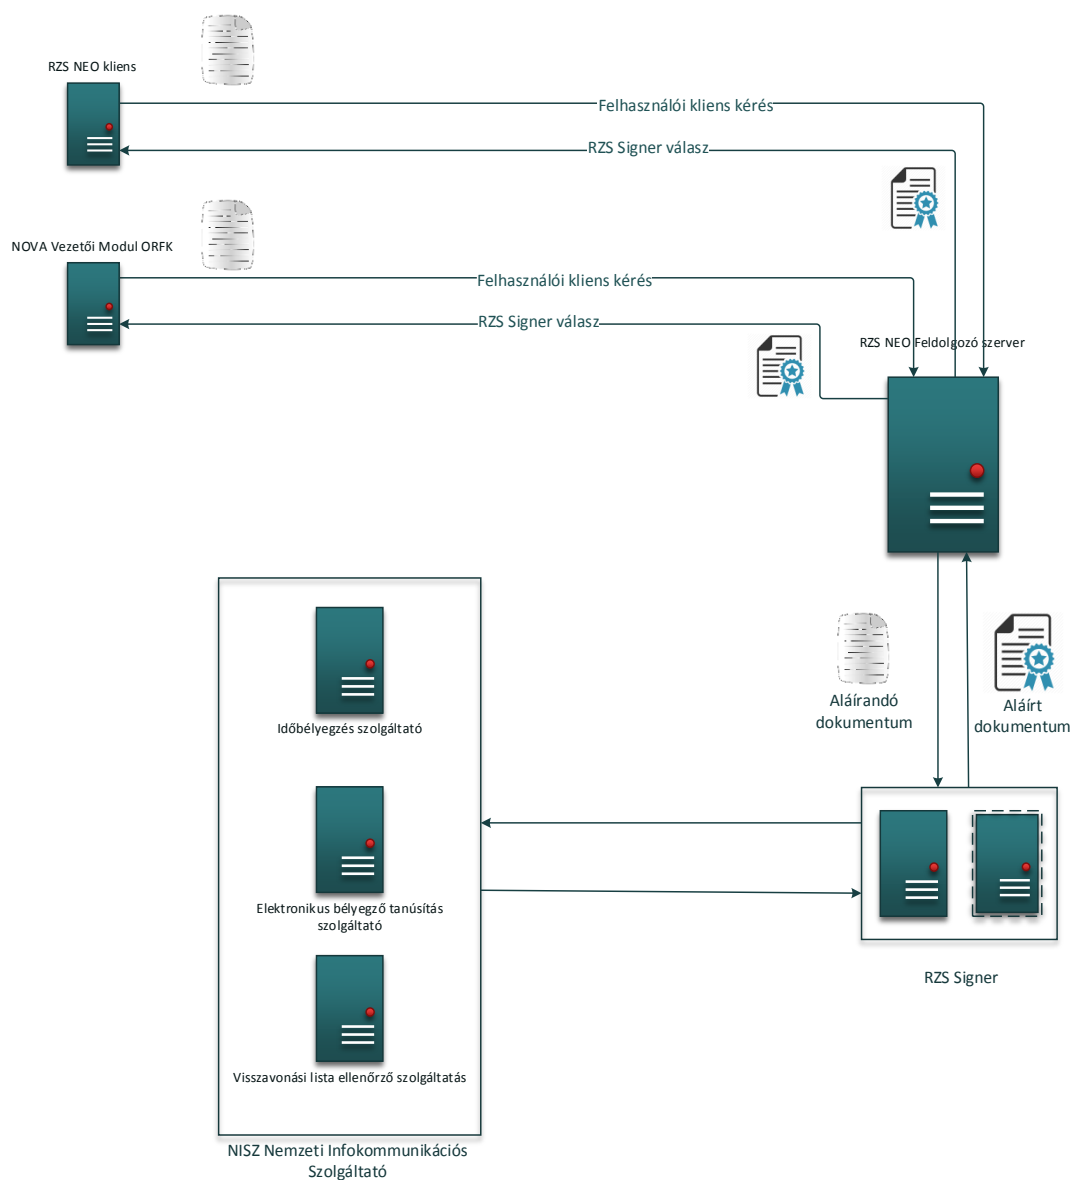 RZS NEO kliens
Felhasználói kliens kérés
RZS Signer válasz
NOVA Vezetői Modul ORFK
Felhasználói kliens kérés
RZS Signer válasz
RZS NEO Feldolgozó szerver
Aláírandó
dokumentum
Aláírt
dokumentum
Időbélyegzés szolgáltató
Elektronikus bélyegző tanúsítás
szolgáltató
RZS Signer
Visszavonási lista ellenőrző szolgáltatás
NISZ Nemzeti Infokommunikációs
Szolgáltató